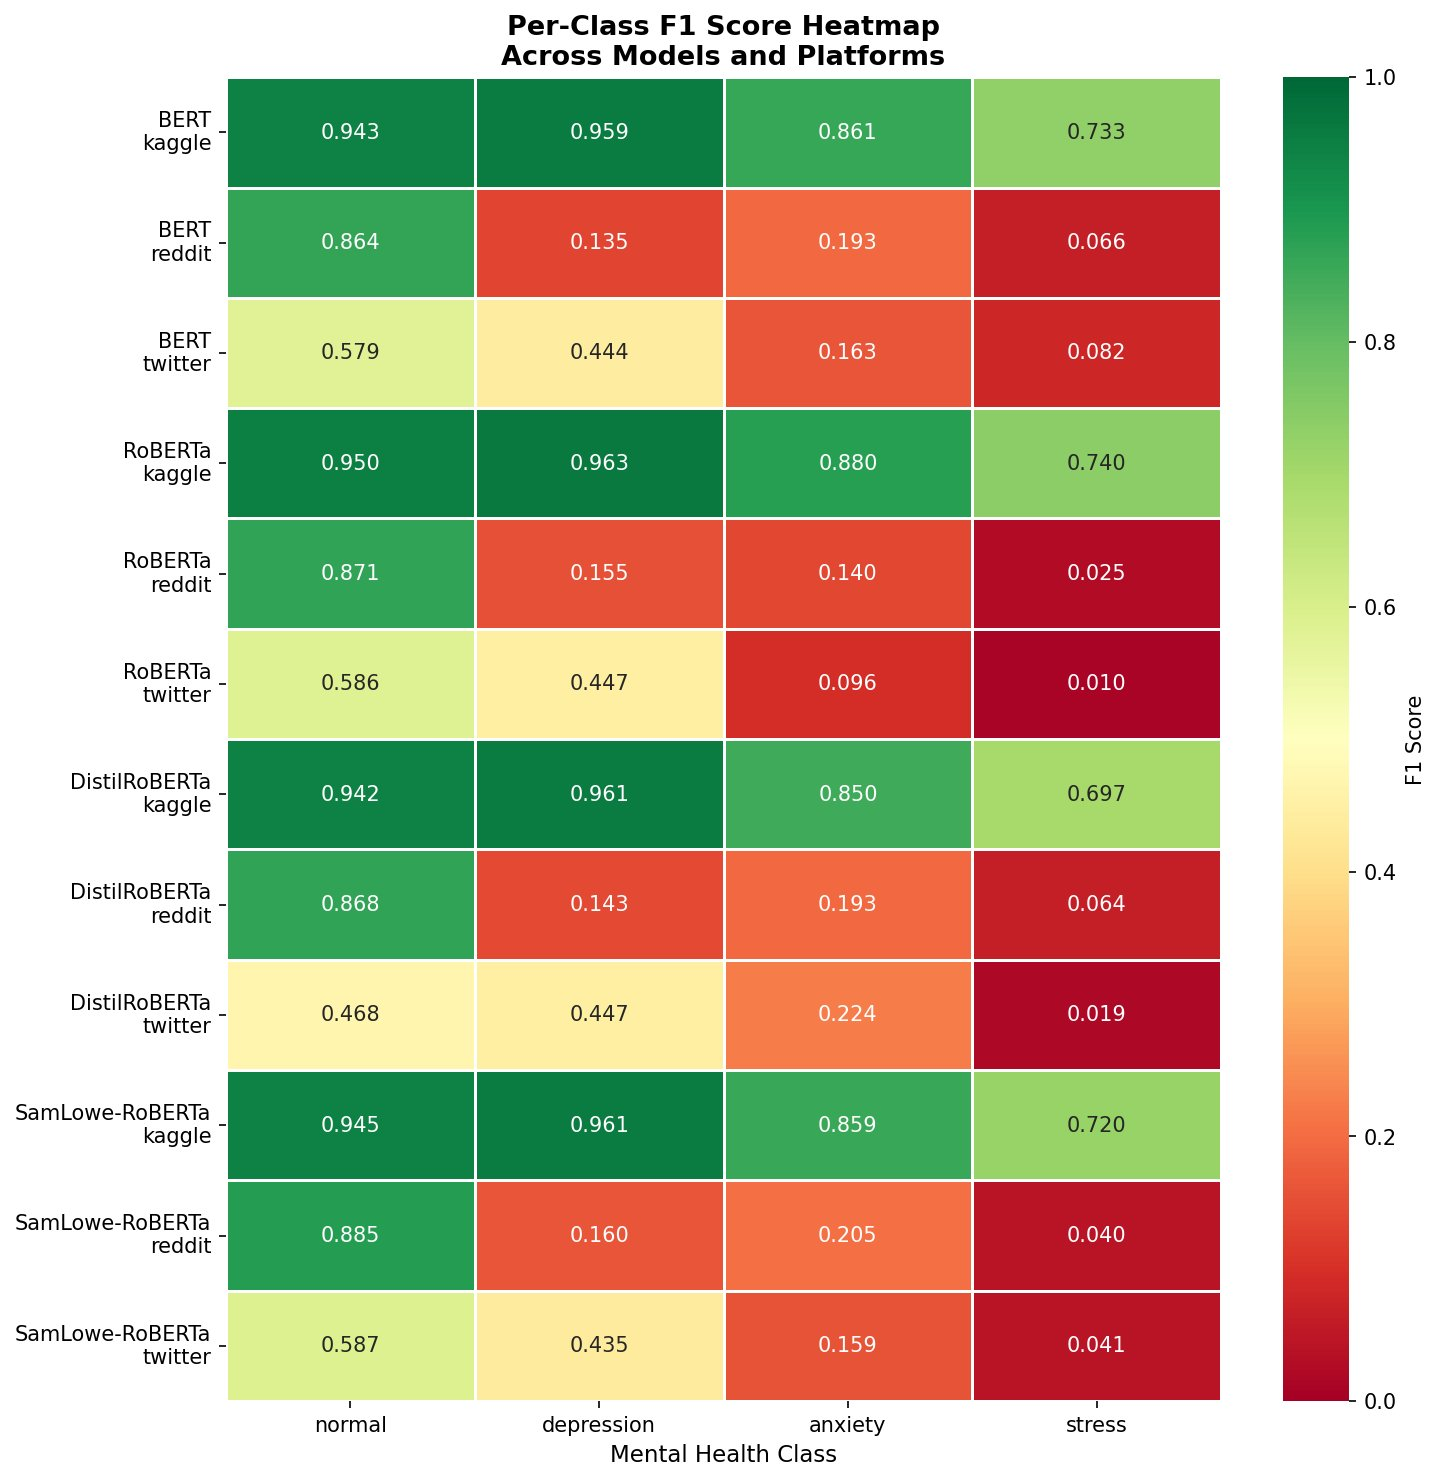 Per-Class F1 Score Heatmap
Across Models and Platforms
BERT
kaggle
0.943 0.959 0.861 0.733
BERT
reddit
0.864 0.135 0.193 0.066
BERT
twitter
0.579 0.444 0.163 0.082
RoBERTa
kaggle
0.950 0.963 0.880 0.740
RoBERTa
reddit
0.871 0.155 0.140 0.025
RoBERTa
twitter
0.586 0.447 0.096 0.010
DistilRoBERTa
kaggle
0.942 0.961 0.850 0.697
DistilRoBERTa
reddit
0.868 0.143 0.193 0.064
DistilRoBERTa
twitter
0.468 0.447 0.224 0.019
SamLowe-RoBERTa
kaggle
0.945 0.961 0.859 0.720
SamLowe-RoBERTa
reddit
0.885 0.160 0.205 0.040
SamLowe-RoBERTa
twitter
0.587 0.435 0.159 0.041
normal depression anxiety stress
Mental Health Class
1.0
0.8
0.6
0.4
0.2
0.0
F1 Score